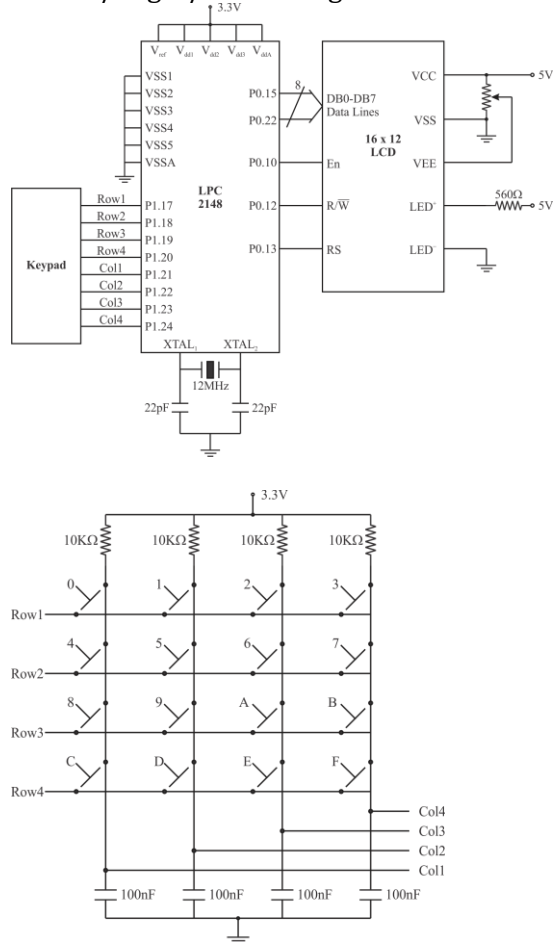 3.3V
Vref Vdd1 Vdd2 Vdd3 VddA
VSS1
VSS2
VSS3
VSS4
VSS5
VSSA
LPC
2148
P0.15
P0.22
P0.10
P0.12
P0.13
8
DB0-DB7
Data Lines
16 x 12
LCD
En
R/W̅
RS
VCC
VSS
VEE
LED+
LED-
5V
560Ω
5V
Keypad
Row1
Row2
Row3
Row4
Col1
Col2
Col3
Col4
P1.17
P1.18
P1.19
P1.20
P1.21
P1.22
P1.23
P1.24
XTAL1 XTAL2
12MHz
22pF 22pF
3.3V
10KΩ 10KΩ 10KΩ 10KΩ
0 1 2 3
Row1
4 5 6 7
Row2
8 9 A B
Row3
C D E F
Row4
Col4
Col3
Col2
Col1
100nF 100nF 100nF 100nF